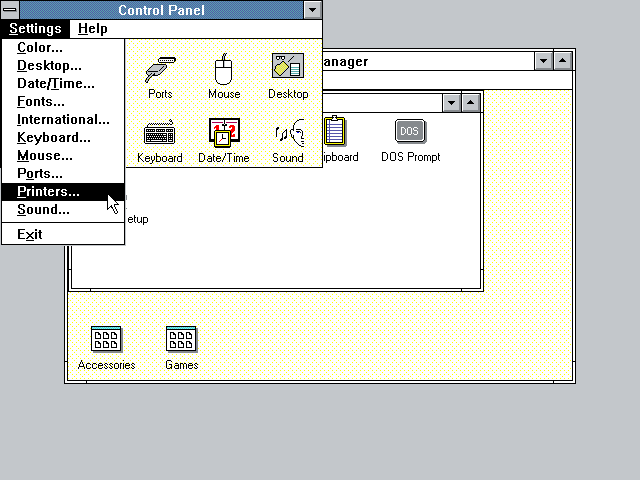 Control Panel
Settings Help
Color...
Desktop...
Date/Time...
Fonts...
International...
Keyboard...
Mouse...
Ports...
Printers...
Sound...
Exit
Ports Mouse Desktop
Keyboard Date/Time Sound
anager
ipboard DOS Prompt
etup
Accessories Games
DOS